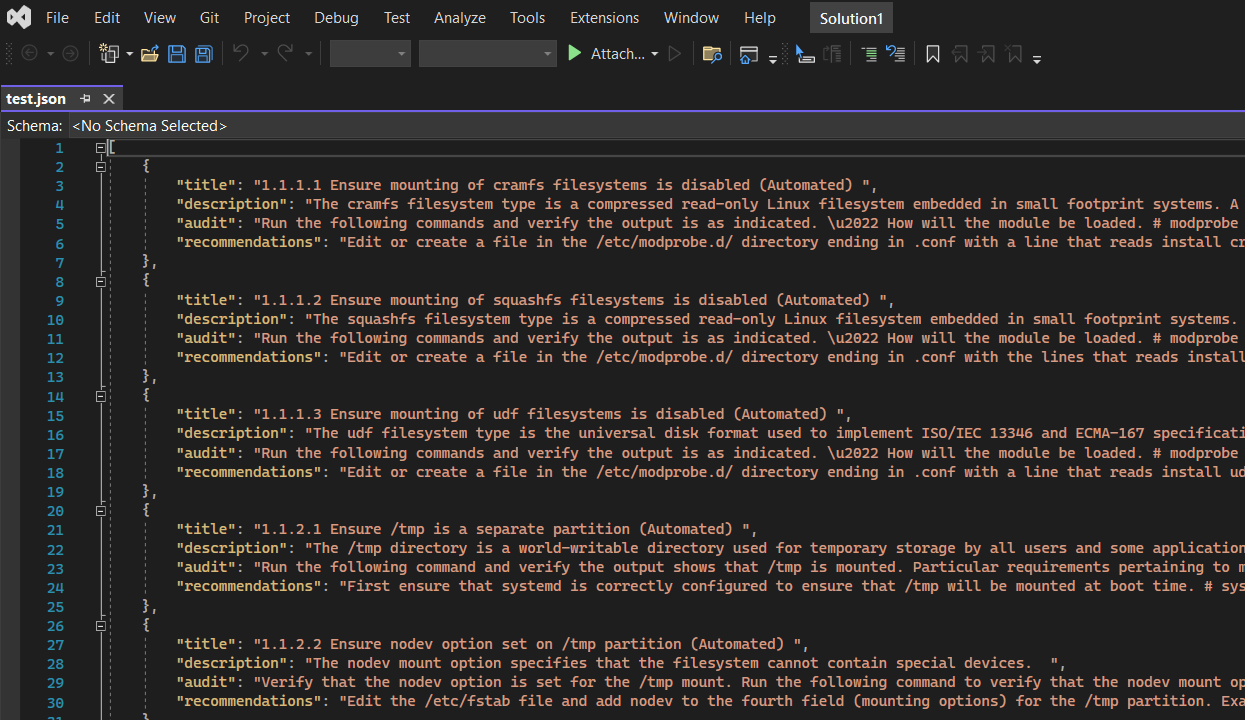 File Edit View Git Project Debug Test Analyze Tools Extensions Window Help Solution1
Attach...
test.json
Schema: <No Schema Selected>
1 [
2 {
3 "title": "1.1.1.1 Ensure mounting of cramfs filesystems is disabled (Automated) ",
4 "description": "The cramfs filesystem type is a compressed read-only Linux filesystem embedded in small footprint systems. A
5 "audit": "Run the following commands and verify the output is as indicated. \u2022 How will the module be loaded. # modprobe
6 "recommendations": "Edit or create a file in the /etc/modprobe.d/ directory ending in .conf with a line that reads install cr
7 },
8 {
9 "title": "1.1.1.2 Ensure mounting of squashfs filesystems is disabled (Automated) ",
10 "description": "The squashfs filesystem type is a compressed read-only Linux filesystem embedded in small footprint systems.
11 "audit": "Run the following commands and verify the output is as indicated. \u2022 How will the module be loaded. # modprobe
12 "recommendations": "Edit or create a file in the /etc/modprobe.d/ directory ending in .conf with the lines that reads install
13 },
14 {
15 "title": "1.1.1.3 Ensure mounting of udf filesystems is disabled (Automated) ",
16 "description": "The udf filesystem type is the universal disk format used to implement ISO/IEC 13346 and ECMA-167 specificati
17 "audit": "Run the following commands and verify the output is as indicated. \u2022 How will the module be loaded. # modprobe
18 "recommendations": "Edit or create a file in the /etc/modprobe.d/ directory ending in .conf with a line that reads install ud
19 },
20 {
21 "title": "1.1.2.1 Ensure /tmp is a separate partition (Automated) ",
22 "description": "The /tmp directory is a world-writable directory used for temporary storage by all users and some application
23 "audit": "Run the following command and verify the output shows that /tmp is mounted. Particular requirements pertaining to m
24 "recommendations": "First ensure that systemd is correctly configured to ensure that /tmp will be mounted at boot time. # sys
25 },
26 {
27 "title": "1.1.2.2 Ensure nodev option set on /tmp partition (Automated) ",
28 "description": "The nodev mount option specifies that the filesystem cannot contain special devices.  ",
29 "audit": "Verify that the nodev option is set for the /tmp mount. Run the following command to verify that the nodev mount op
30 "recommendations": "Edit the /etc/fstab file and add nodev to the fourth field (mounting options) for the /tmp partition. Exa